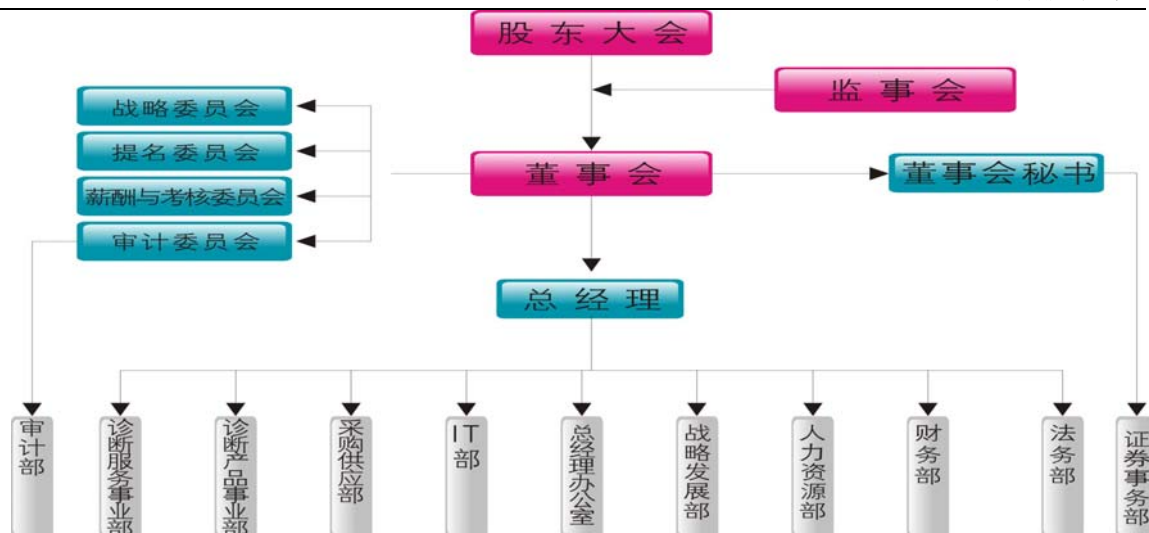 股东大会
监事会
战略委员会
提名委员会
董事会
董事会秘书
薪酬与考核委员会
审计委员会
总经理
审计部
诊断服务事业部
诊断产品事业部
采购供应部
IT部
总经理办公室
战略发展部
人力资源部
财务部
法务部
证券事务部